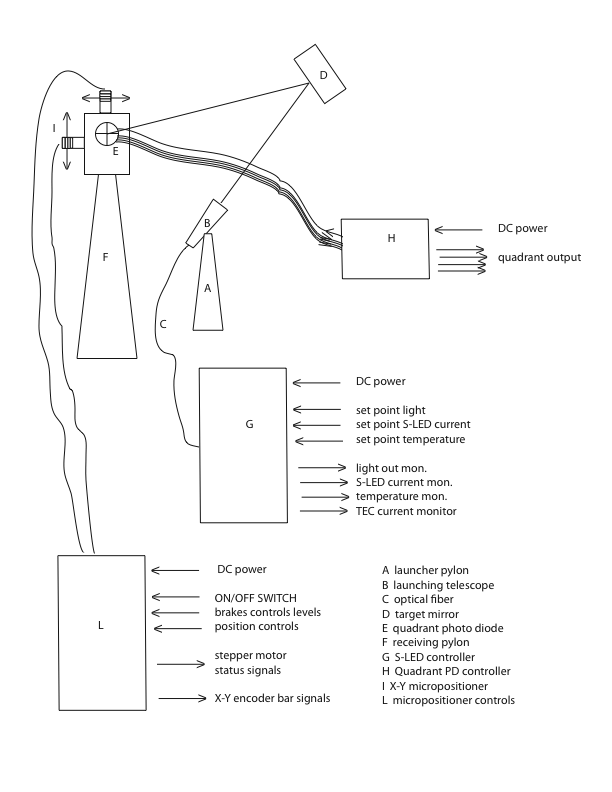 D
I
E
B
H
DC power
quadrant output
F
A
C
G
DC power
set point light
set point S-LED current
set point temperature
light out mon.
S-LED current mon.
temperature mon.
TEC current monitor
L
DC power
ON/OFF SWITCH
brakes controls levels
position controls
stepper motor
status signals
X-Y encoder bar signals
A launcher pylon
B launching telescope
C optical fiber
D target mirror
E quadrant photo diode
F receiving pylon
G S-LED controller
H Quadrant PD controller
I X-Y micropositioner
L micropositioner controls